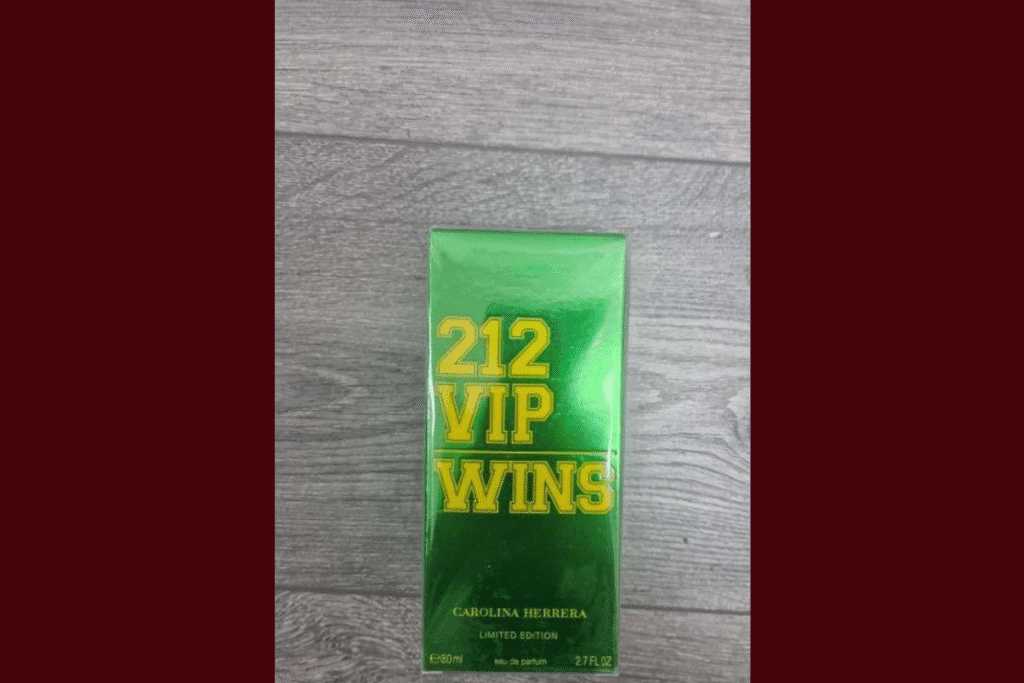 212
VIP
WINS
CAROLINA HERRERA
LIMITED EDITION
℮80ml eau de parfum 2.7 FL OZ